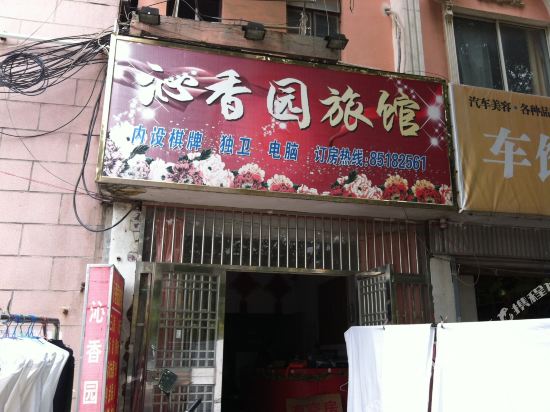 沁香园旅馆
内设棋牌 独卫 电脑 订房热线:85182561
汽车美容·各种品
车饰
沁香园
携程